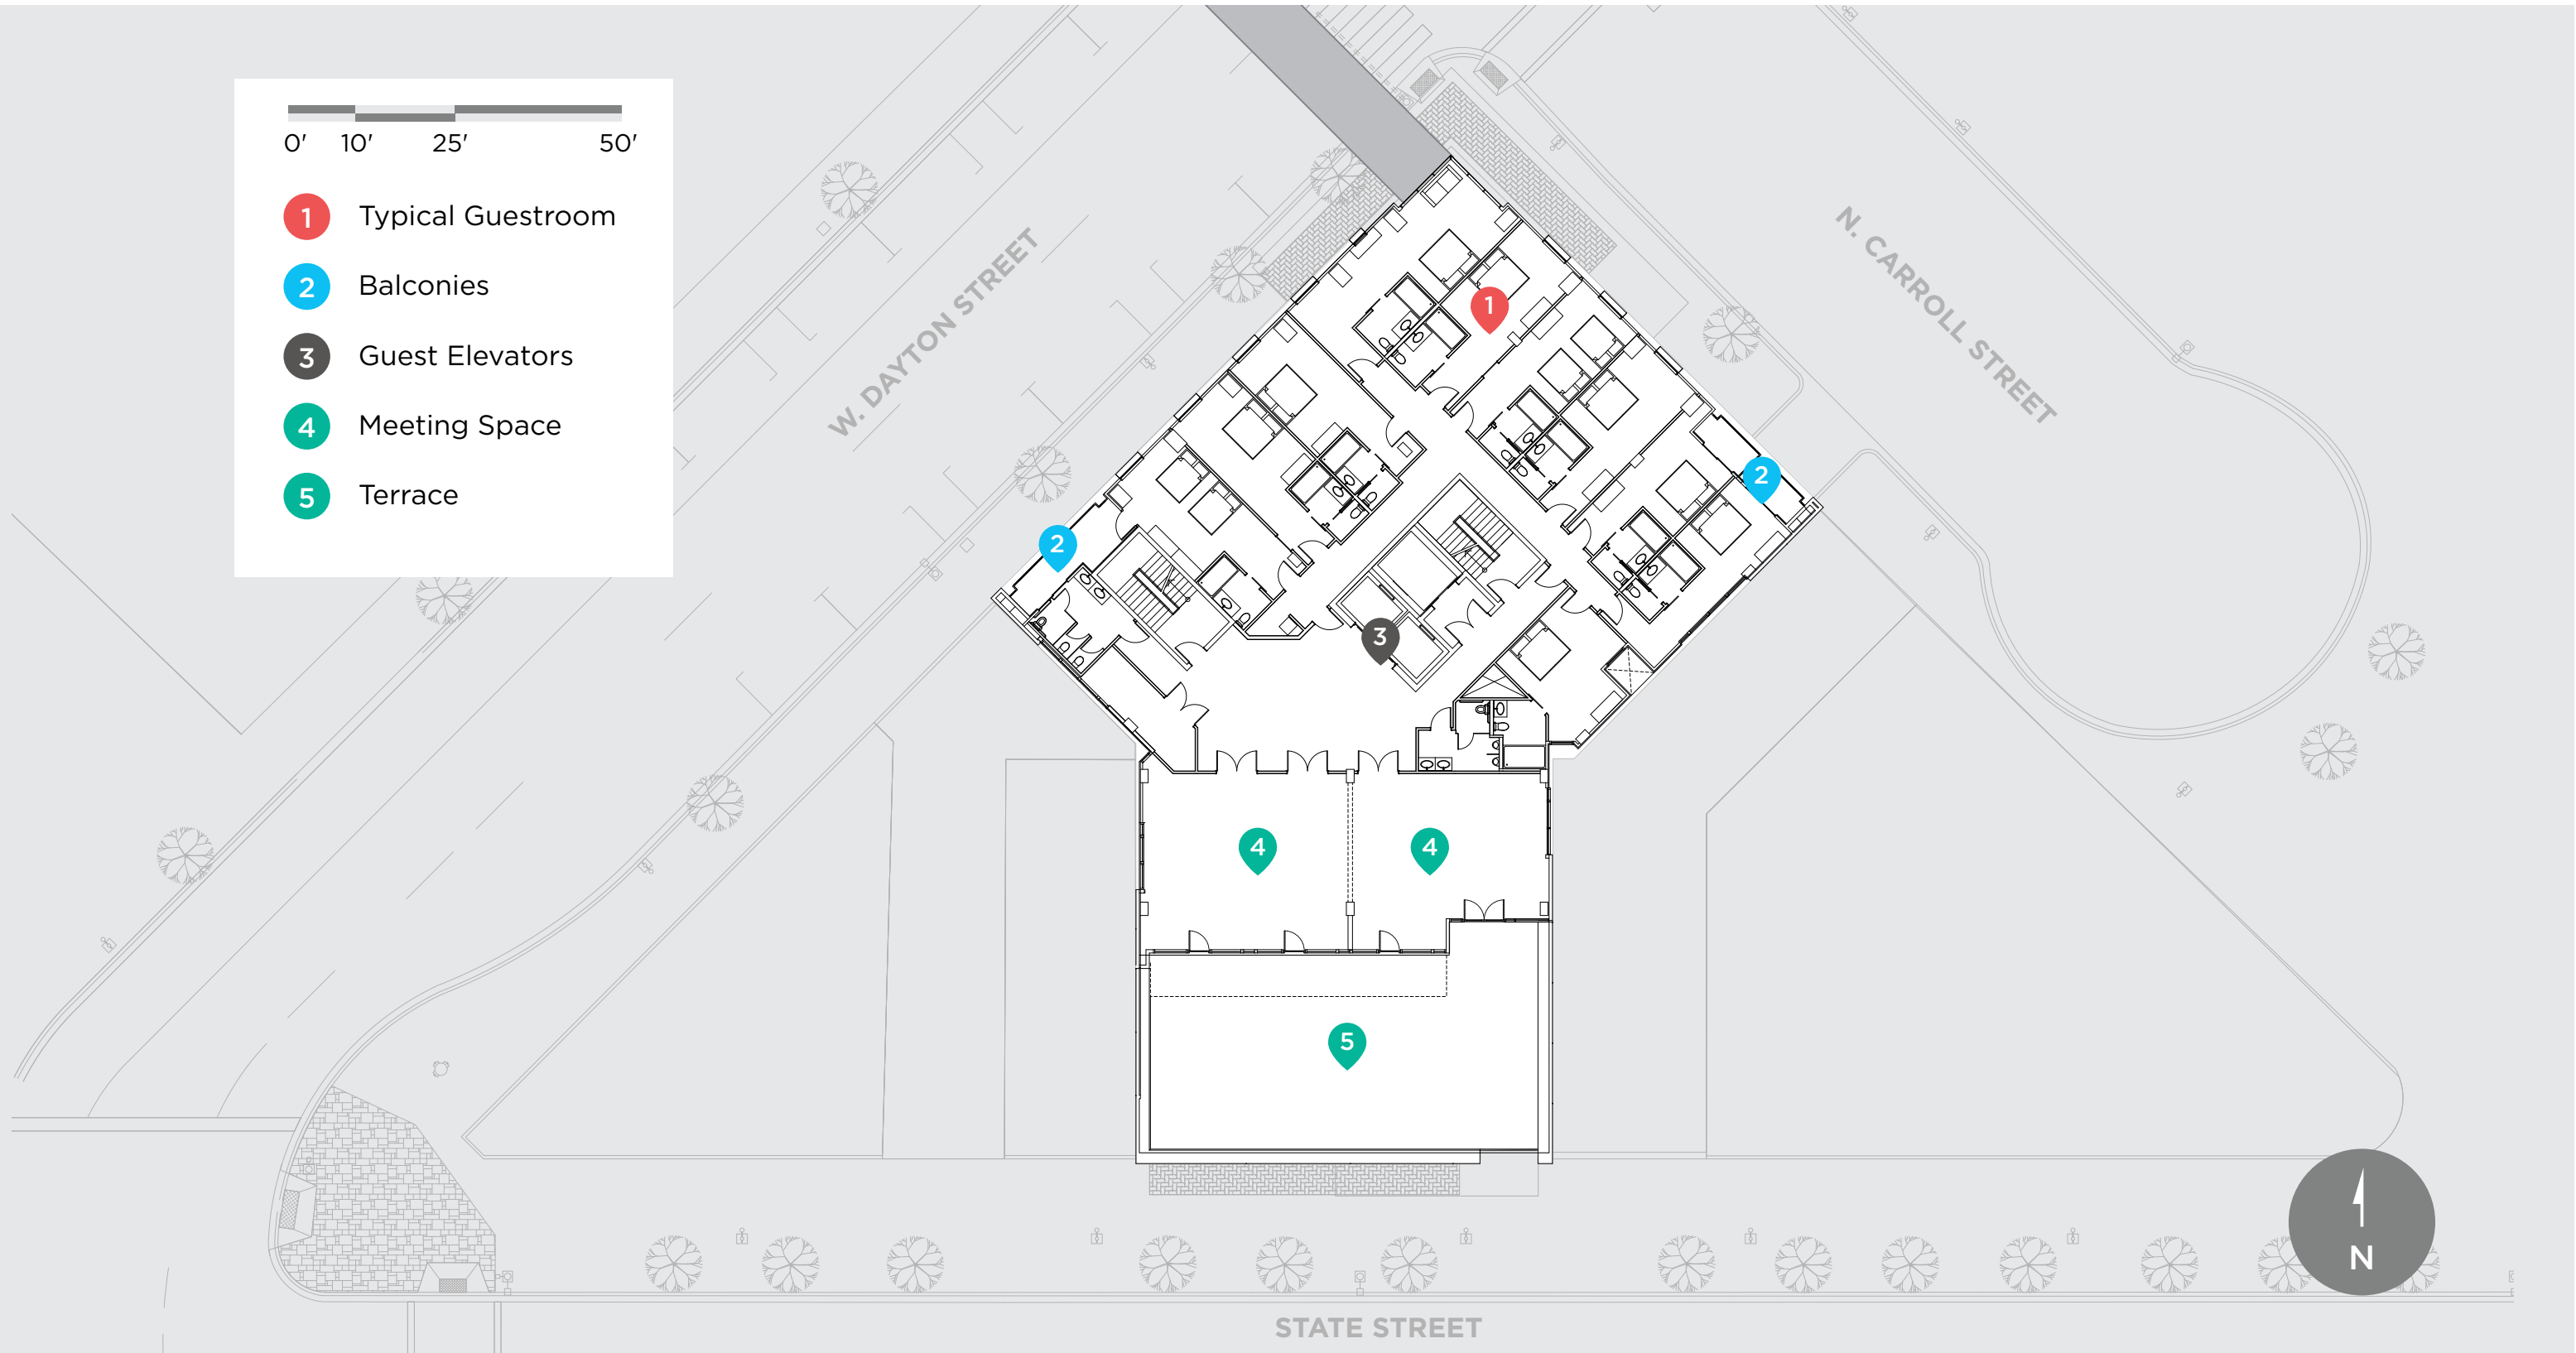 0' 10' 25' 50'
1 Typical Guestroom
2 Balconies
3 Guest Elevators
4 Meeting Space
5 Terrace
W. DAYTON STREET
N. CARROLL STREET
1
2
2
3
4 4
5
N
STATE STREET